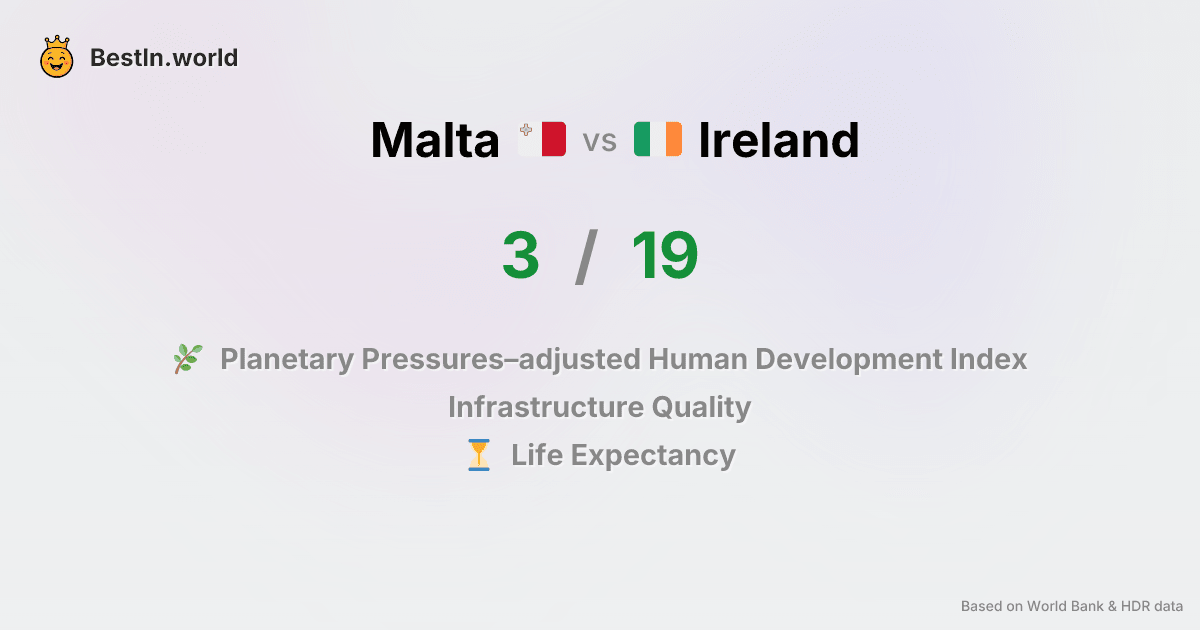 BestIn.world
Malta vs Ireland
3 / 19
Planetary Pressures–adjusted Human Development Index
Infrastructure Quality
Life Expectancy
Based on World Bank & HDR data